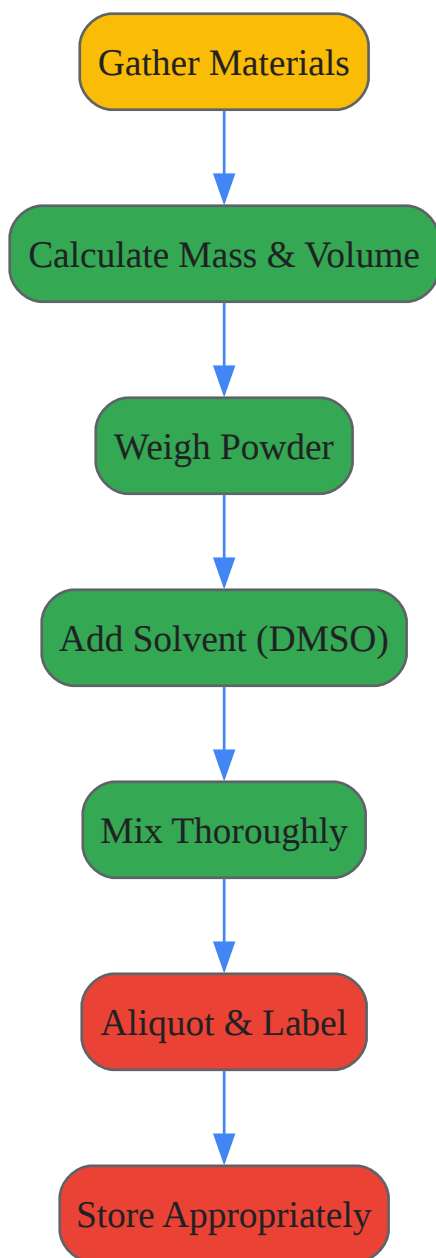 Gather Materials
Calculate Mass & Volume
Weigh Powder
Add Solvent (DMSO)
Mix Thoroughly
Aliquot & Label
Store Appropriately